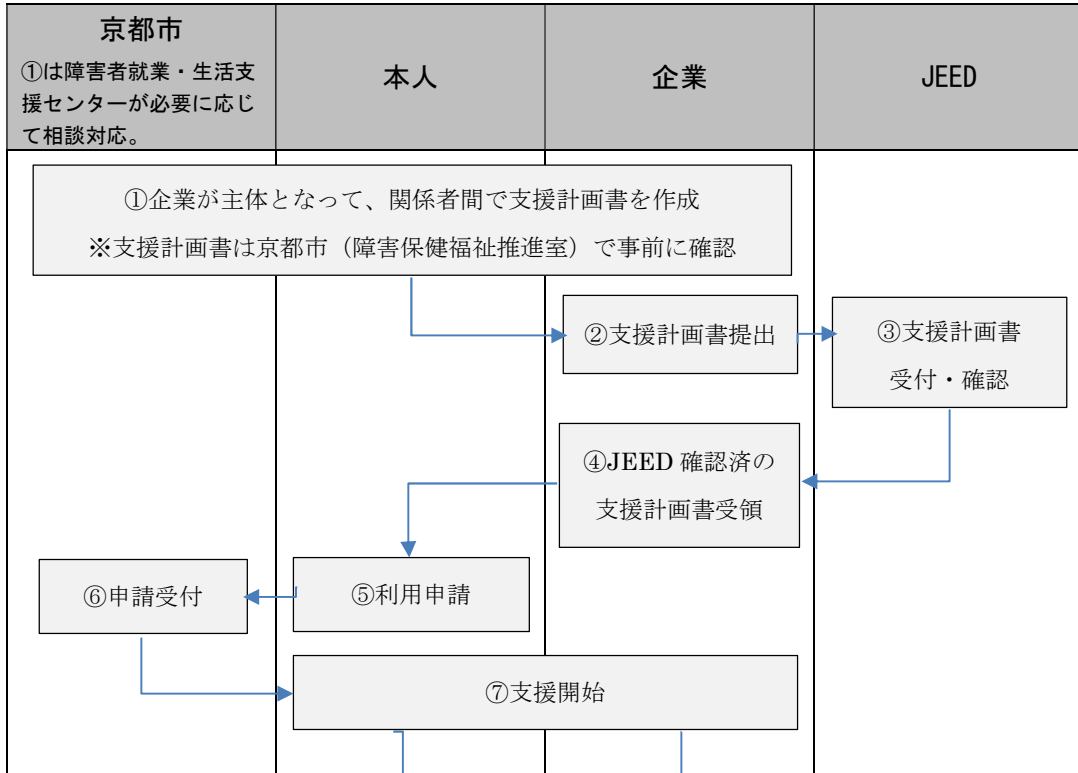 京都市
①は障害者就業・生活支
援センターが必要に応じ
て相談対応。
本人
企業
JEED
①企業が主体となって、関係者間で支援計画書を作成
※支援計画書は京都市（障害保健福祉推進室）で事前に確認
②支援計画書提出
③支援計画書
受付・確認
④JEED 確認済の
支援計画書受領
⑤利用申請
⑥申請受付
⑦支援開始